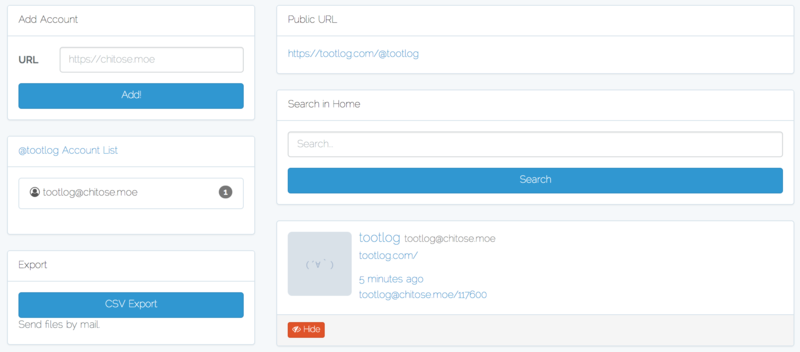 Add Account
URL
https://chitose.moe
Add!
@tootlog Account List
tootlog@chitose.moe 1
Export
CSV Export
Send files by mail.
Public URL
https://tootlog.com/@tootlog
Search in Home
Search...
Search
(´∀｀)
tootlog tootlog@chitose.moe
tootlog.com/
5 minutes ago
tootlog@chitose.moe/117600
Hide